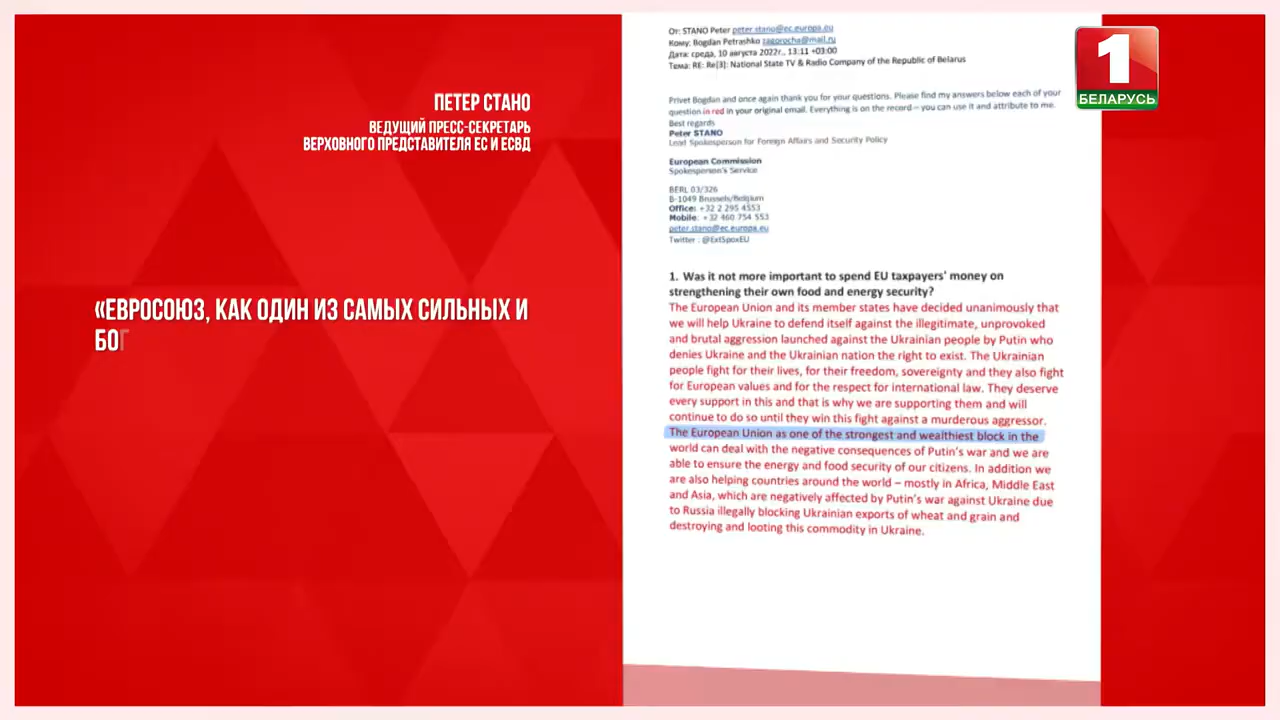 ПЕТЕР СТАНО
ВЕДУЩИЙ ПРЕСС-СЕКРЕТАРЬ
ВЕРХОВНОГО ПРЕДСТАВИТЕЛЯ ЕС И ЕСВД
«ЕВРОСОЮЗ, КАК ОДИН ИЗ САМЫХ СИЛЬНЫХ И
БОГ
От: STANO Peter peter.stano@ec.europa.eu
Кому: Bogdan Petrashko zagorocha@mail.ru
Дата: среда, 10 августа 2022г., 13:11 +03:00
Тема: RE: Re[3]: National State TV & Radio Company of the Republic of Belarus
Privet Bogdan and once again thank you for your questions. Please find my answers below each of your
question in red in your original email. Everything is on the record – you can use it and attribute to me.
Best regards
Peter STANO
Lead Spokesperson for Foreign Affairs and Security Policy
European Commission
Spokesperson's Service
BERL 03/326
B-1049 Brussels/Belgium
Office: +32 2 295 4553
Mobile: +32 460 754 553
peter.stano@ec.europa.eu
Twitter : @ExtSpoxEU
1. Was it not more important to spend EU taxpayers' money on
strengthening their own food and energy security?
The European Union and its member states have decided unanimously that
we will help Ukraine to defend itself against the illegitimate, unprovoked
and brutal aggression launched against the Ukrainian people by Putin who
denies Ukraine and the Ukrainian nation the right to exist. The Ukrainian
people fight for their lives, for their freedom, sovereignty and they also fight
for European values and for the respect for international law. They deserve
every support in this and that is why we are supporting them and will
continue to do so until they win this fight against a murderous aggressor.
The European Union as one of the strongest and wealthiest block in the
world can deal with the negative consequences of Putin's war and we are
able to ensure the energy and food security of our citizens. In addition we
are also helping countries around the world – mostly in Africa, Middle East
and Asia, which are negatively affected by Putin's war against Ukraine due
to Russia illegally blocking Ukrainian exports of wheat and grain and
destroying and looting this commodity in Ukraine.
1
БЕЛАРУСЬ